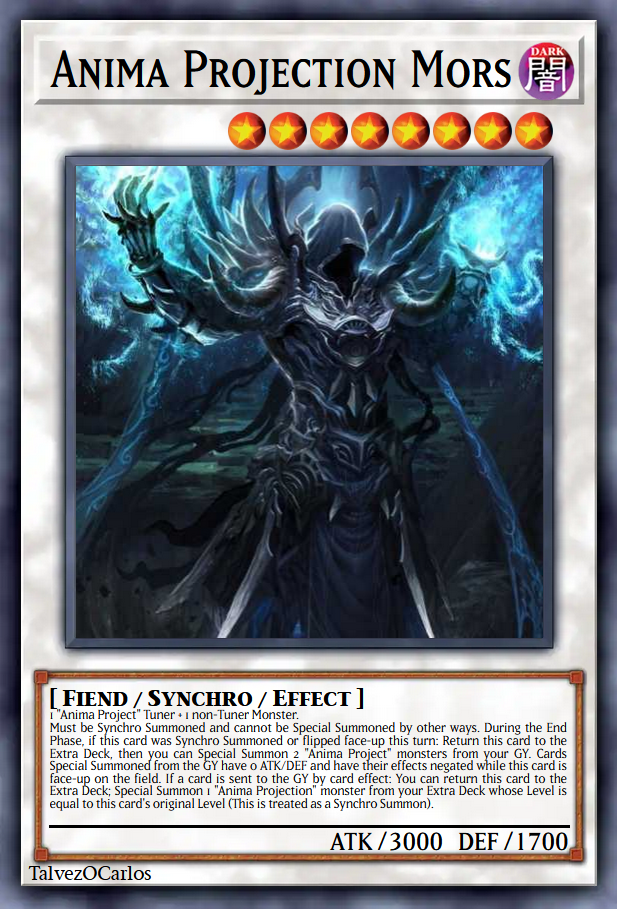 Anima Projection Mors
DARK
闇
[ Fiend / Synchro / Effect ]
1 "Anima Project" Tuner + 1 non-Tuner Monster.
Must be Synchro Summoned and cannot be Special Summoned by other ways. During the End
Phase, if this card was Synchro Summoned or flipped face-up this turn: Return this card to the
Extra Deck, then you can Special Summon 2 "Anima Project" monsters from your GY. Cards
Special Summoned from the GY have 0 ATK/DEF and have their effects negated while this card is
face-up on the field. If a card is sent to the GY by card effect: You can return this card to the
Extra Deck; Special Summon 1 "Anima Projection" monster from your Extra Deck whose Level is
equal to this card's original Level (This is treated as a Synchro Summon).
ATK/3000 DEF/1700
TalvezOCarlos